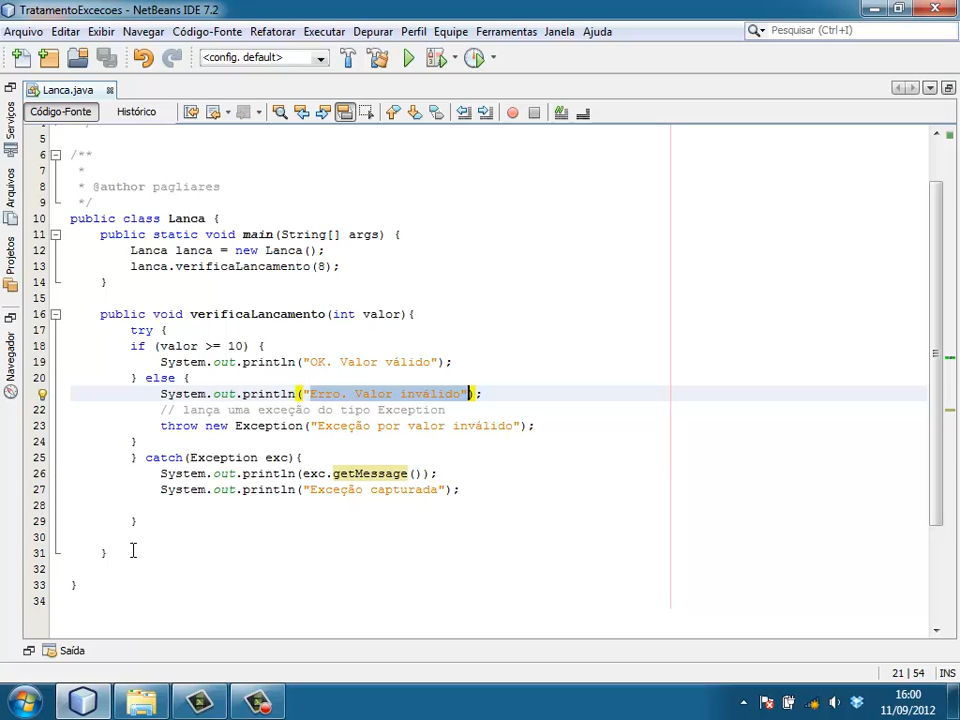 TratamentoExcecoes - NetBeans IDE 7.2
Arquivo Editar Exibir Navegar Código-Fonte Refatorar Executar Depurar Perfil Equipe Ferramentas Janela Ajuda
Pesquisar (Ctrl+I)
<config. default>
Lanca.java
Código-Fonte Histórico
Serviços
Arquivos
Projetos
Navegador
5
6 /**
7 *
8 * @author pagliares
9 */
10 public class Lanca {
11 public static void main(String[] args) {
12 Lanca lanca = new Lanca();
13 lanca.verificaLancamento(8);
14 }
15
16 public void verificaLancamento(int valor){
17 try {
18 if (valor >= 10) {
19 System.out.println("OK. Valor válido");
20 } else {
System.out.println("Erro. Valor inválido");
22 // lança uma exceção do tipo Exception
23 throw new Exception("Exceção por valor inválido");
24 }
25 } catch(Exception exc){
26 System.out.println(exc.getMessage());
27 System.out.println("Exceção capturada");
28
29 }
30
31 }
32
33 }
34
Saída
21 | 54 INS
16:00
11/09/2012